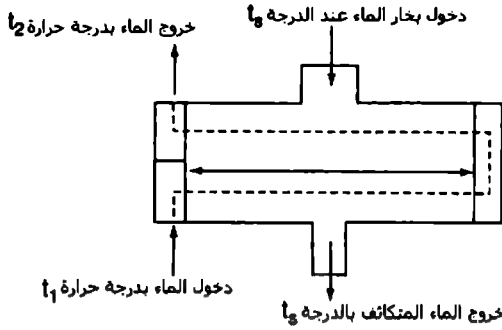 دخول بخار الماء عند الدرجة ts
خروج الماء بدرجة حرارة t2
دخول الماء بدرجة حرارة t1
خروج الماء المتكاثف بالدرجة ts